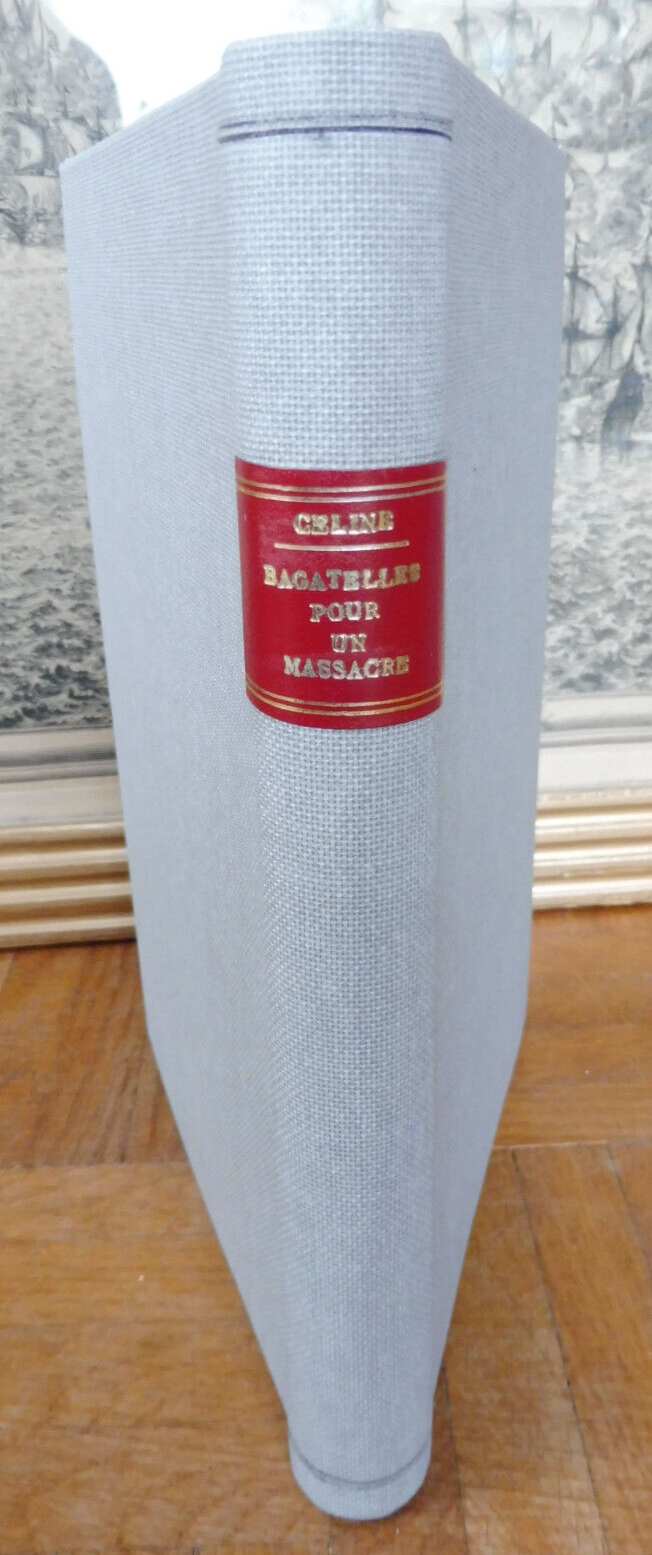 CELINE
BAGATELLES
POUR
UN
MASSACRE